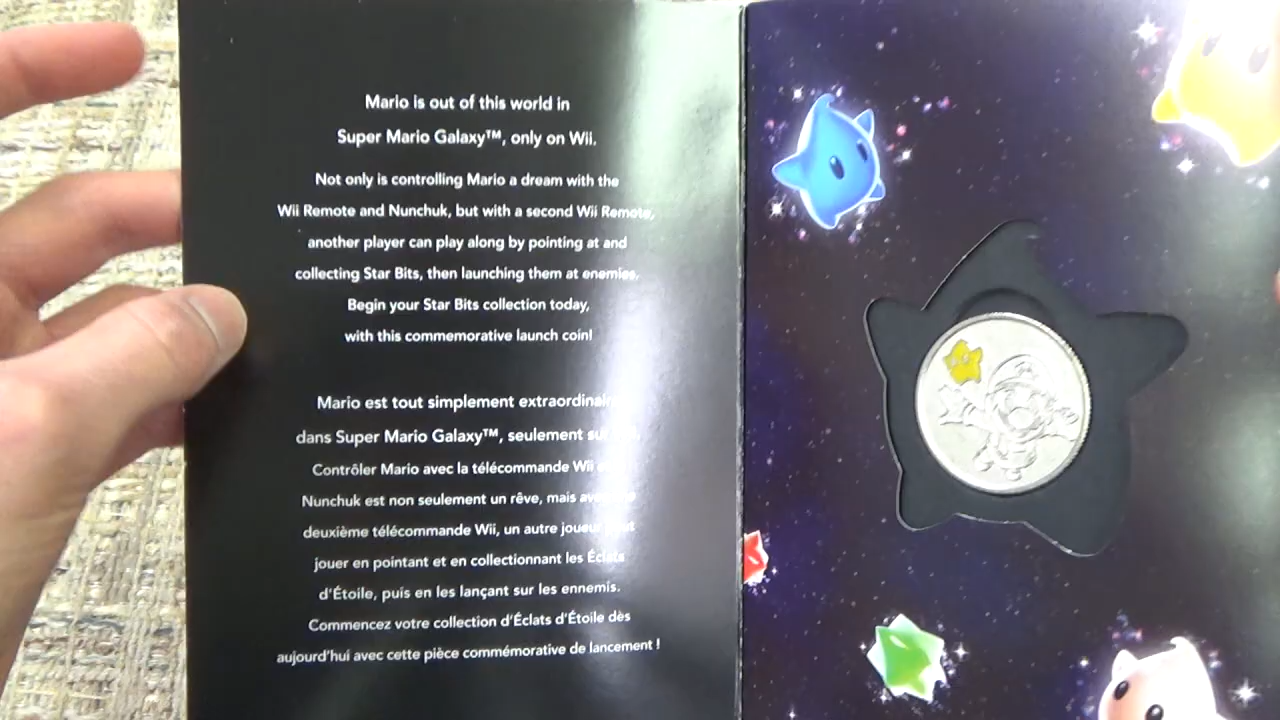 Mario is out of this world in
Super Mario Galaxy™, only on Wii.
Not only is controlling Mario a dream with the
Wii Remote and Nunchuk, but with a second Wii Remote,
another player can play along by pointing at and
collecting Star Bits, then launching them at enemies.
Begin your Star Bits collection today,
with this commemorative launch coin!
Mario est tout simplement extraordinaire
dans Super Mario Galaxy™, seulement sur
Contrôler Mario avec la télécommande Wii
Nunchuk est non seulement un rêve, mais
deuxième télécommande Wii, un autre joueur peut
jouer en pointant et en collectionnant les Éclats
d'Étoile, puis en les lançant sur les ennemis.
Commencez votre collection d'Éclats d'Étoile dès
aujourd'hui avec cette pièce commémorative de lancement !